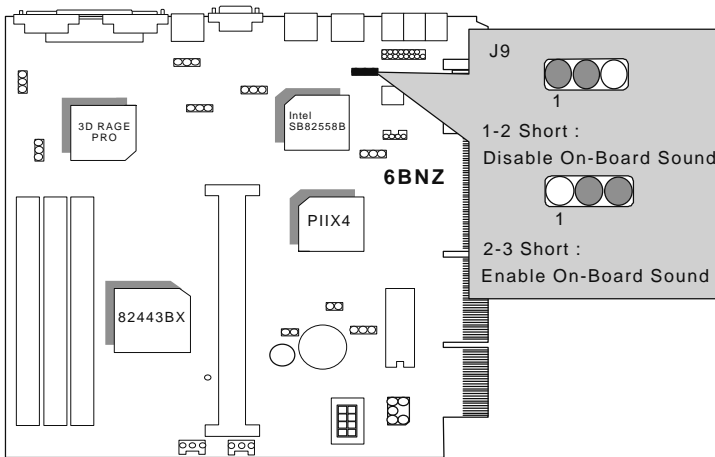 J9
1
1-2 Short :
Disable On-Board Sound
1
2-3 Short :
Enable On-Board Sound
3D RAGE
PRO
Intel
SB82558B
6BNZ
PIIX4
82443BX